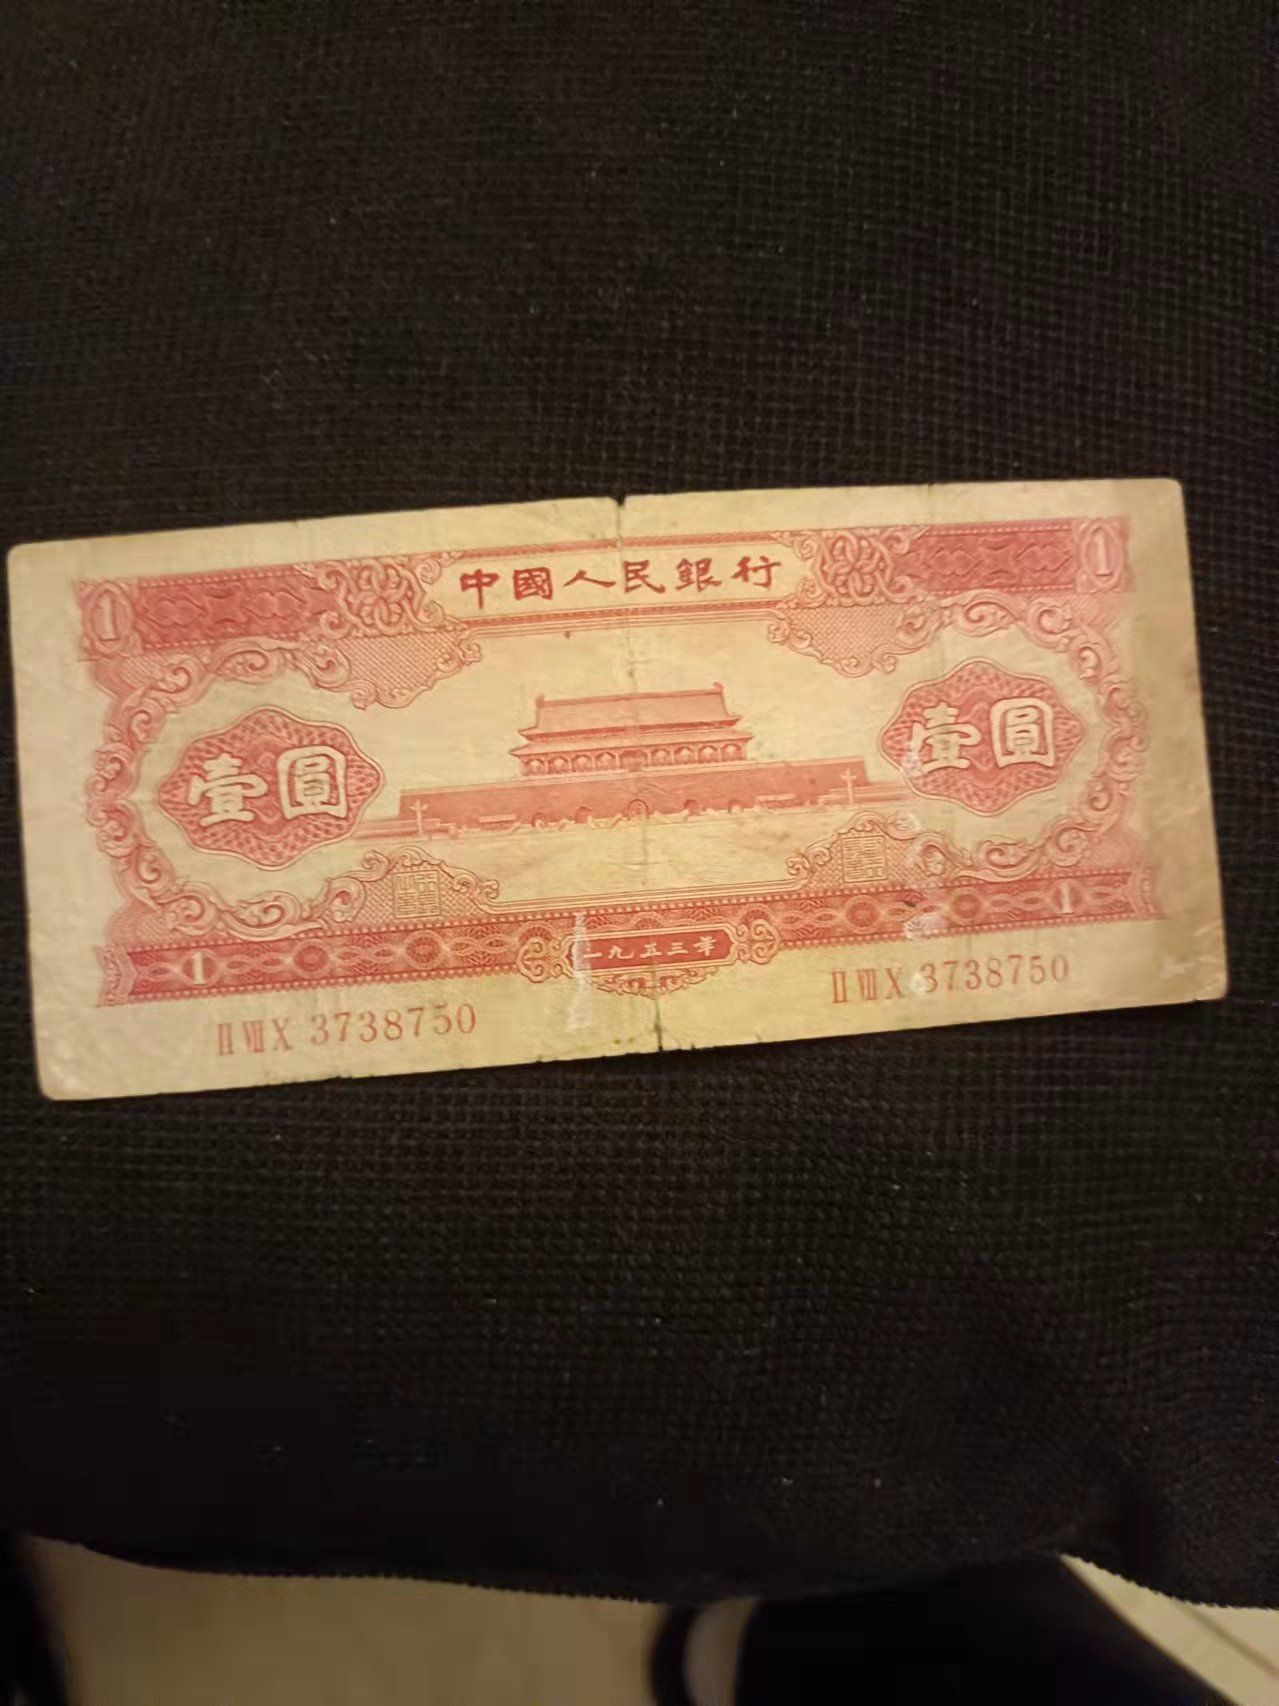 1 中國人民銀行 1
壹圓 壹圓
1 一九五三年 1
ⅡⅧⅩ 3738750 ⅡⅧⅩ 3738750